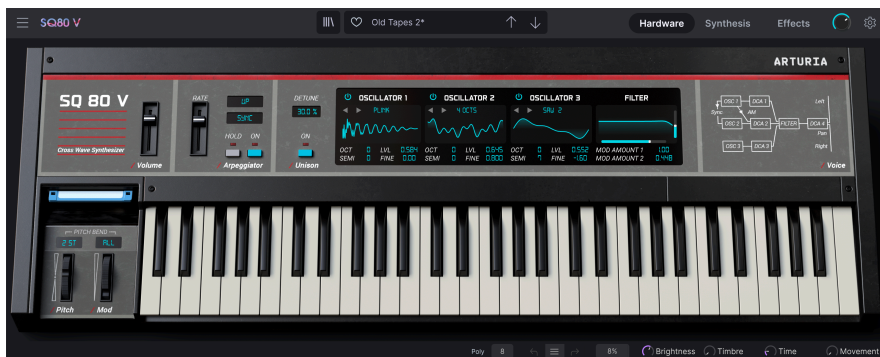 SQ80 V
Old Tapes 2*
Hardware
Synthesis
Effects
ARTURIA
SQ 80 V
Cross Wave Synthesizer
Volume
RATE
UP
SYNC
HOLD ON
Arpeggiator
DETUNE
30.0 %
ON
Unison
OSCILLATOR 1
PLINK
OCT 0 LVL 0.584
SEMI 0 FINE 0.00
OSCILLATOR 2
4 OCTS
OCT 0 LVL 0.645
SEMI 0 FINE 0.800
OSCILLATOR 3
SAW 2
OCT 0 LVL 0.552
SEMI 7 FINE -1.60
FILTER
MOD AMOUNT 1 1.00
MOD AMOUNT 2 0.448
OSC 1 DCA 1 Left
Sync AM
OSC 2 DCA 2 FILTER DCA 4
Pan
OSC 3 DCA 3 Right
Voice
PITCH BEND
2 ST ALL
Pitch Mod
Poly 8
8%
Brightness
Timbre
Time
Movement